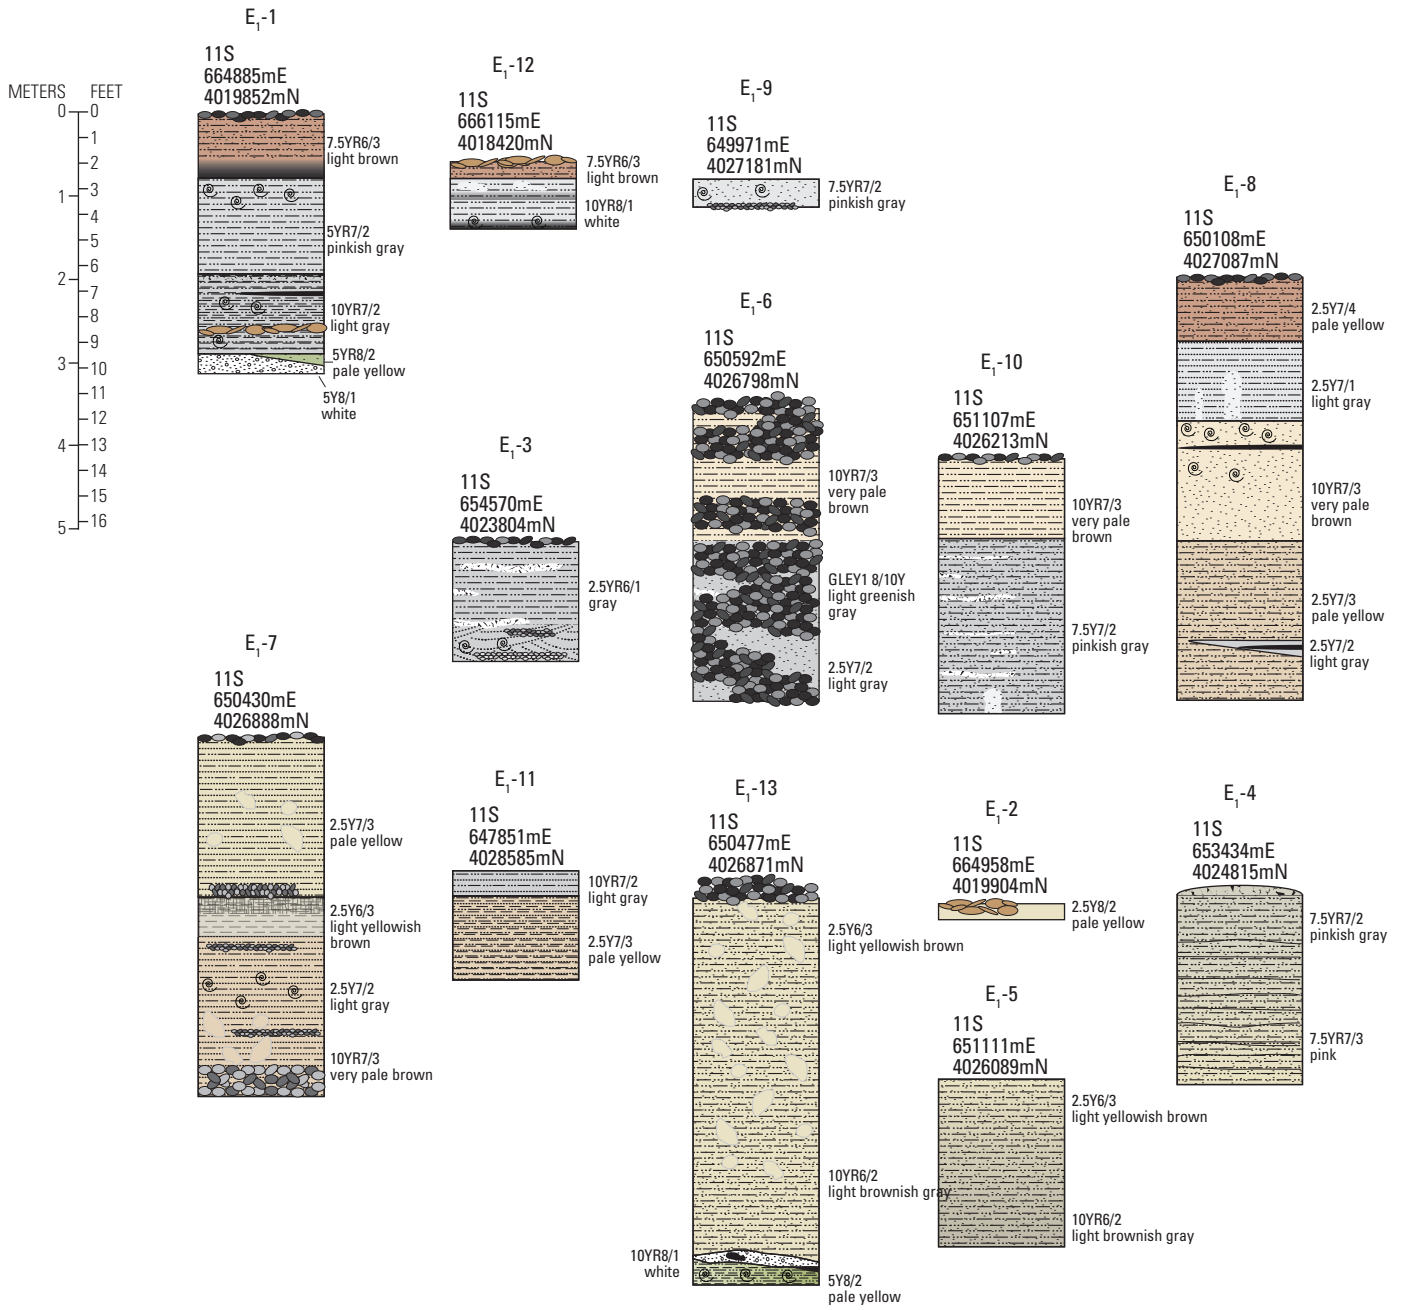 METERS FEET
0 0
1
2
1 3
4
5
6
2 7
8
9
3 10
11
12
4 13
14
15
5 16
E1-1
11S
664885mE
4019852mN
7.5YR6/3
light brown
5YR7/2
pinkish gray
10YR7/2
light gray
5YR8/2
pale yellow
5Y8/1
white
E1-12
11S
666115mE
4018420mN
7.5YR6/3
light brown
10YR8/1
white
E1-9
11S
649971mE
4027181mN
7.5YR7/2
pinkish gray
E1-8
11S
650108mE
4027087mN
2.5Y7/4
pale yellow
2.5Y7/1
light gray
10YR7/3
very pale
brown
2.5Y7/3
pale yellow
2.5Y7/2
light gray
E1-6
11S
650592mE
4026798mN
10YR7/3
very pale
brown
GLEY1 8/10Y
light greenish
gray
2.5Y7/2
light gray
E1-10
11S
651107mE
4026213mN
10YR7/3
very pale
brown
7.5Y7/2
pinkish gray
E1-3
11S
654570mE
4023804mN
2.5YR6/1
gray
E1-7
11S
650430mE
4026888mN
2.5Y7/3
pale yellow
2.5Y6/3
light yellowish
brown
2.5Y7/2
light gray
10YR7/3
very pale brown
E1-11
11S
647851mE
4028585mN
10YR7/2
light gray
2.5Y7/3
pale yellow
E1-13
11S
650477mE
4026871mN
2.5Y6/3
light yellowish brown
10YR6/2
light brownish gray
10YR8/1
white
5Y8/2
pale yellow
E1-2
11S
664958mE
4019904mN
2.5Y8/2
pale yellow
E1-5
11S
651111mE
4026089mN
2.5Y6/3
light yellowish brown
10YR6/2
light brownish gray
E1-4
11S
653434mE
4024815mN
7.5YR7/2
pinkish gray
7.5YR7/3
pink